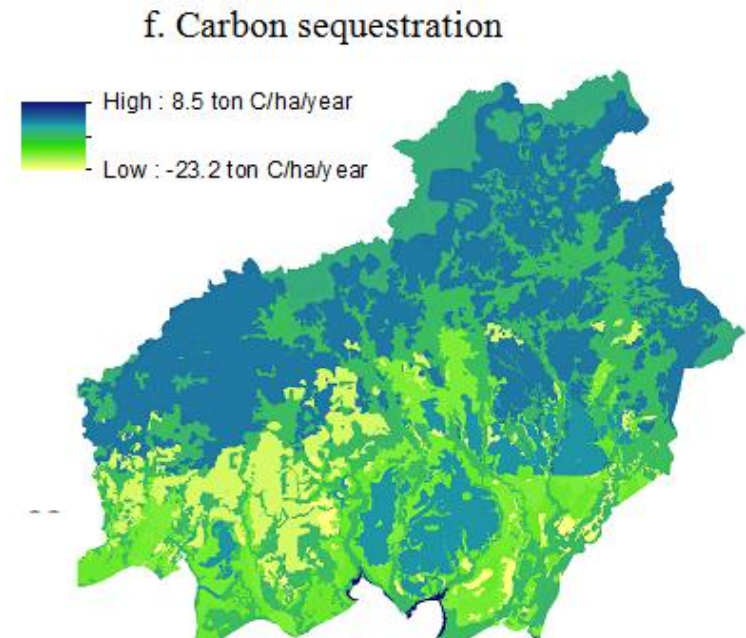 f. Carbon sequestration
High : 8.5 ton C/ha/year
Low : -23.2 ton C/ha/year